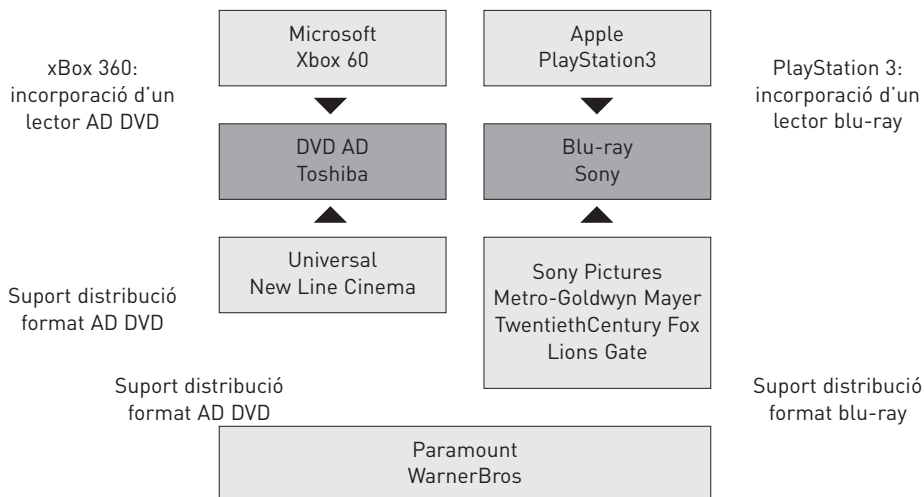 Microsoft
Xbox 60
Apple
PlayStation3
xBox 360:
incorporació d'un
lector AD DVD
PlayStation 3:
incorporació d'un
lector blu-ray
DVD AD
Toshiba
Blu-ray
Sony
Universal
New Line Cinema
Sony Pictures
Metro-Goldwyn Mayer
TwentiethCentury Fox
Lions Gate
Suport distribució
format AD DVD
Suport distribució
format AD DVD
Suport distribució
format blu-ray
Paramount
WarnerBros